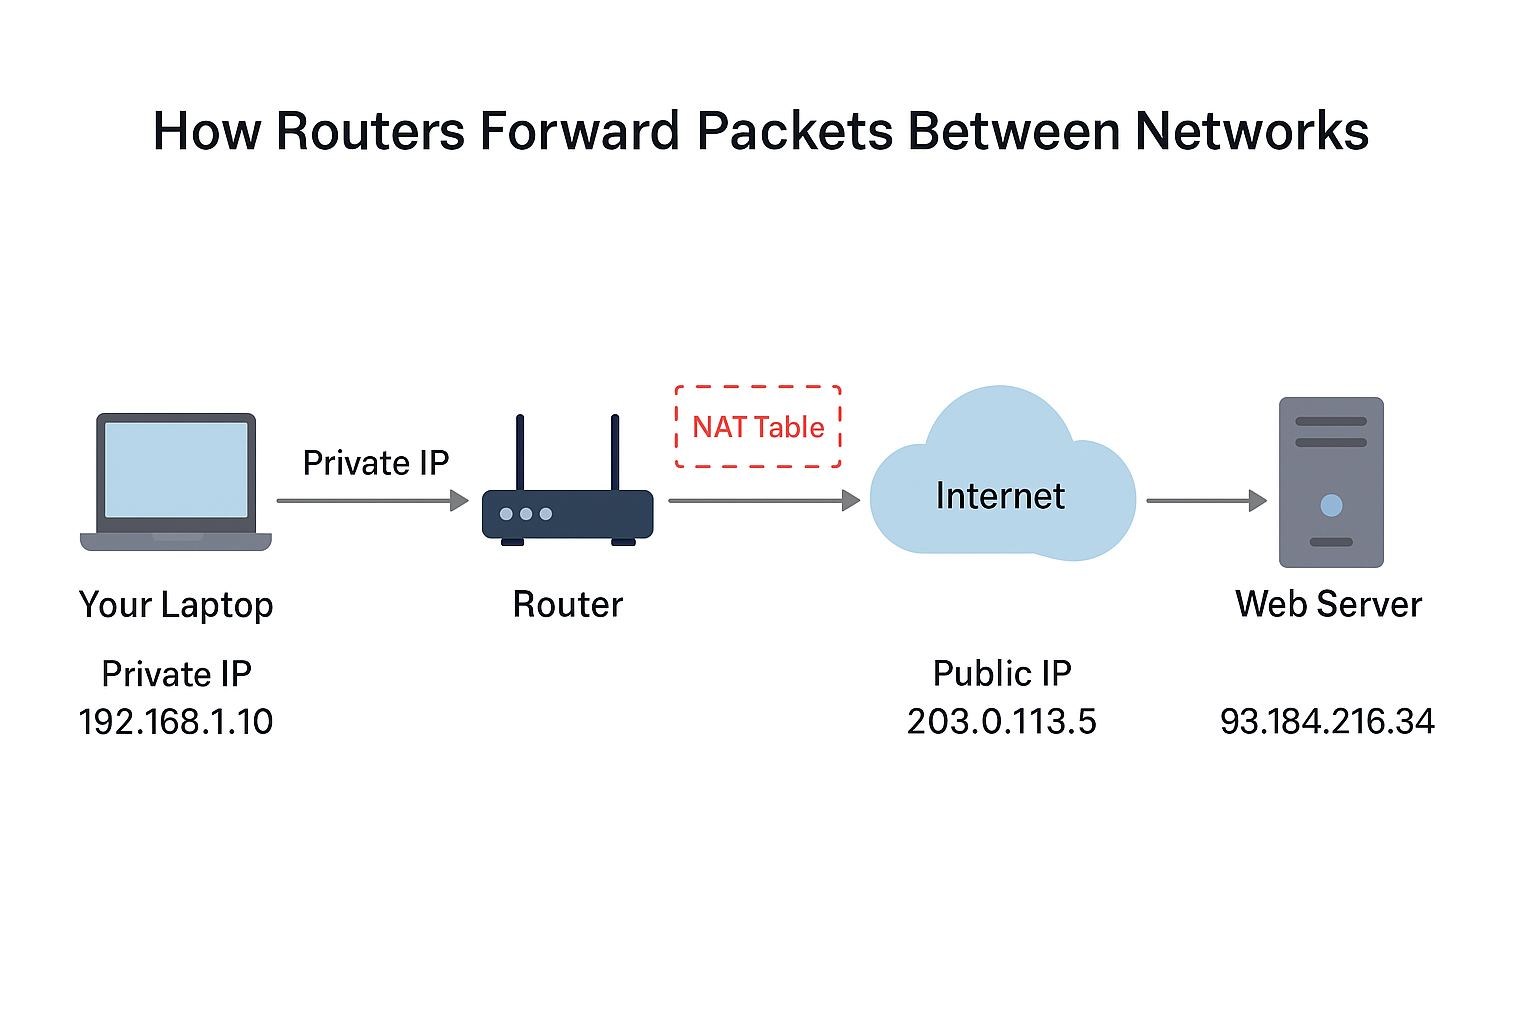 How Routers Forward Packets Between Networks
NAT Table
Private IP
Internet
Your Laptop
Router
Web Server
Private IP
192.168.1.10
Public IP
203.0.113.5
93.184.216.34